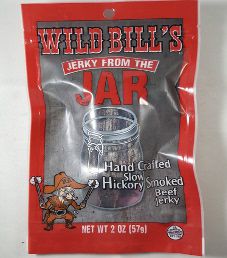 WILD BILL'S
JERKY FROM THE
JAR
Hand Crafted
Slow
Hickory Smoked
Beef
Jerky
NET WT 2 OZ (57g)